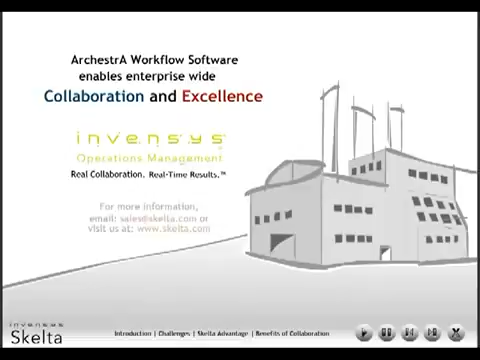 ArchestrA Workflow Software
enables enterprise wide
Collaboration and Excellence
invensys
Operations Management
Real Collaboration. Real-Time Results.™
For more information,
email: sales@skelta.com or
visit us at: www.skelta.com
invensys
Skelta
Introduction | Challenges | Skelta Advantage | Benefits of Collaboration